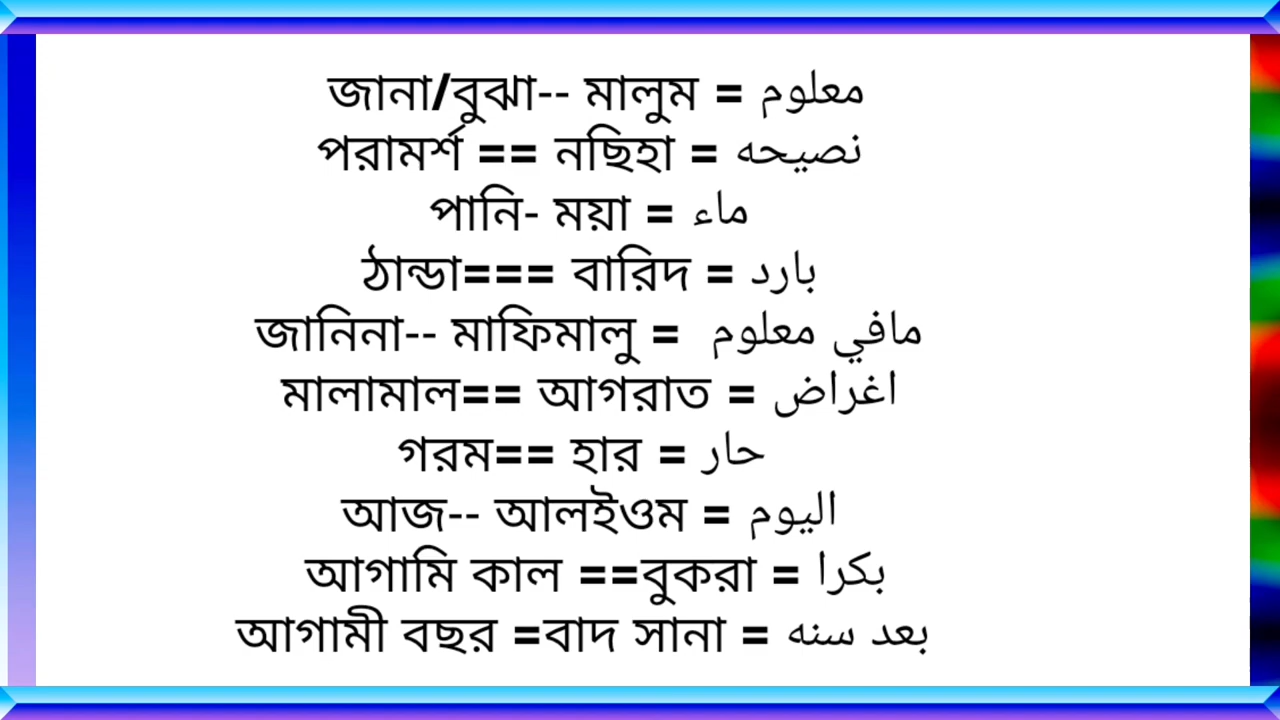 জানা/বুঝা-- মালুম = معلوم
পরামর্শ == নছিহা = نصيحه
পানি- ময়া = ماء
ঠান্ডা=== বারিদ = بارد
জানিনা-- মাফিমালু = مافي معلوم
মালামাল== আগরাত = اغراض
গরম== হার = حار
আজ-- আলইওম = اليوم
আগামি কাল ==বুকরা = بكرا
আগামী বছর =বাদ সানা = بعد سنه